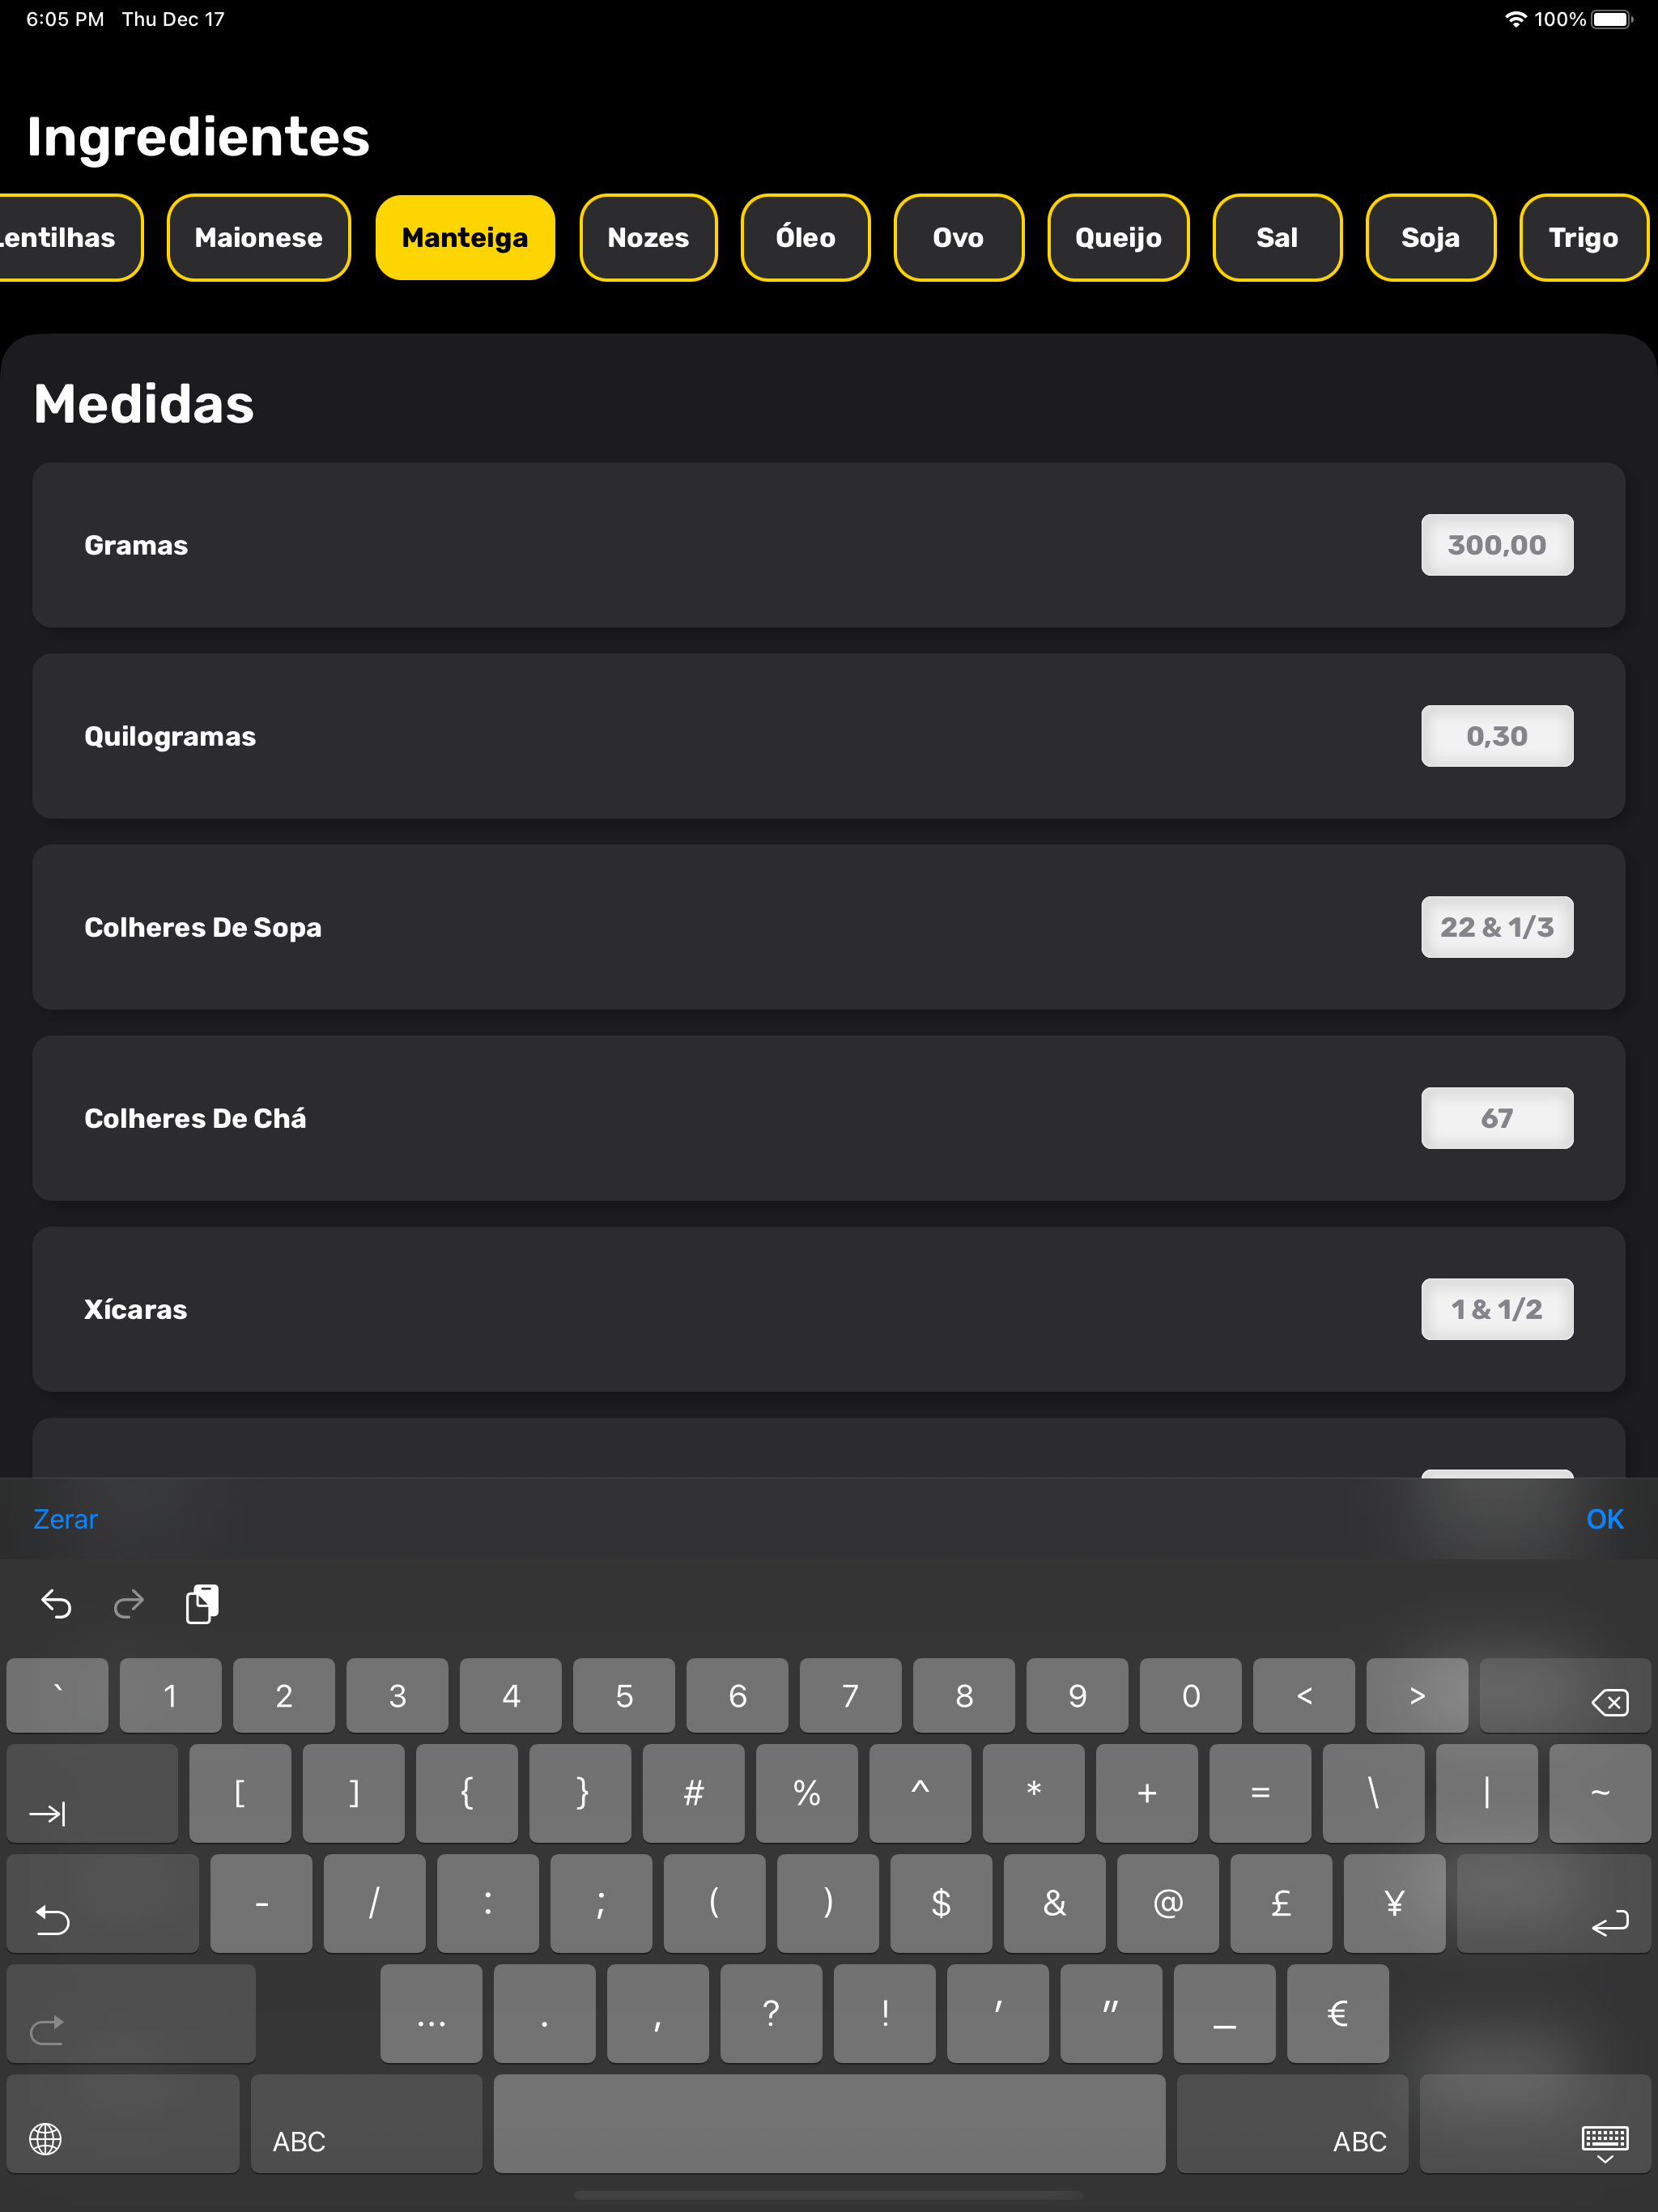 6:05 PM Thu Dec 17 100%
Ingredientes
Lentilhas Maionese Manteiga Nozes Óleo Ovo Queijo Sal Soja Trigo
Medidas
Gramas 300,00
Quilogramas 0,30
Colheres De Sopa 22 & 1/3
Colheres De Chá 67
Xícaras 1 & 1/2
Zerar OK
` 1 2 3 4 5 6 7 8 9 0 < >
[ ] { } # % ^ * + = \ | ~
- / : ; ( ) $ & @ £ ¥
... . , ? ! ' " _ €
ABC ABC